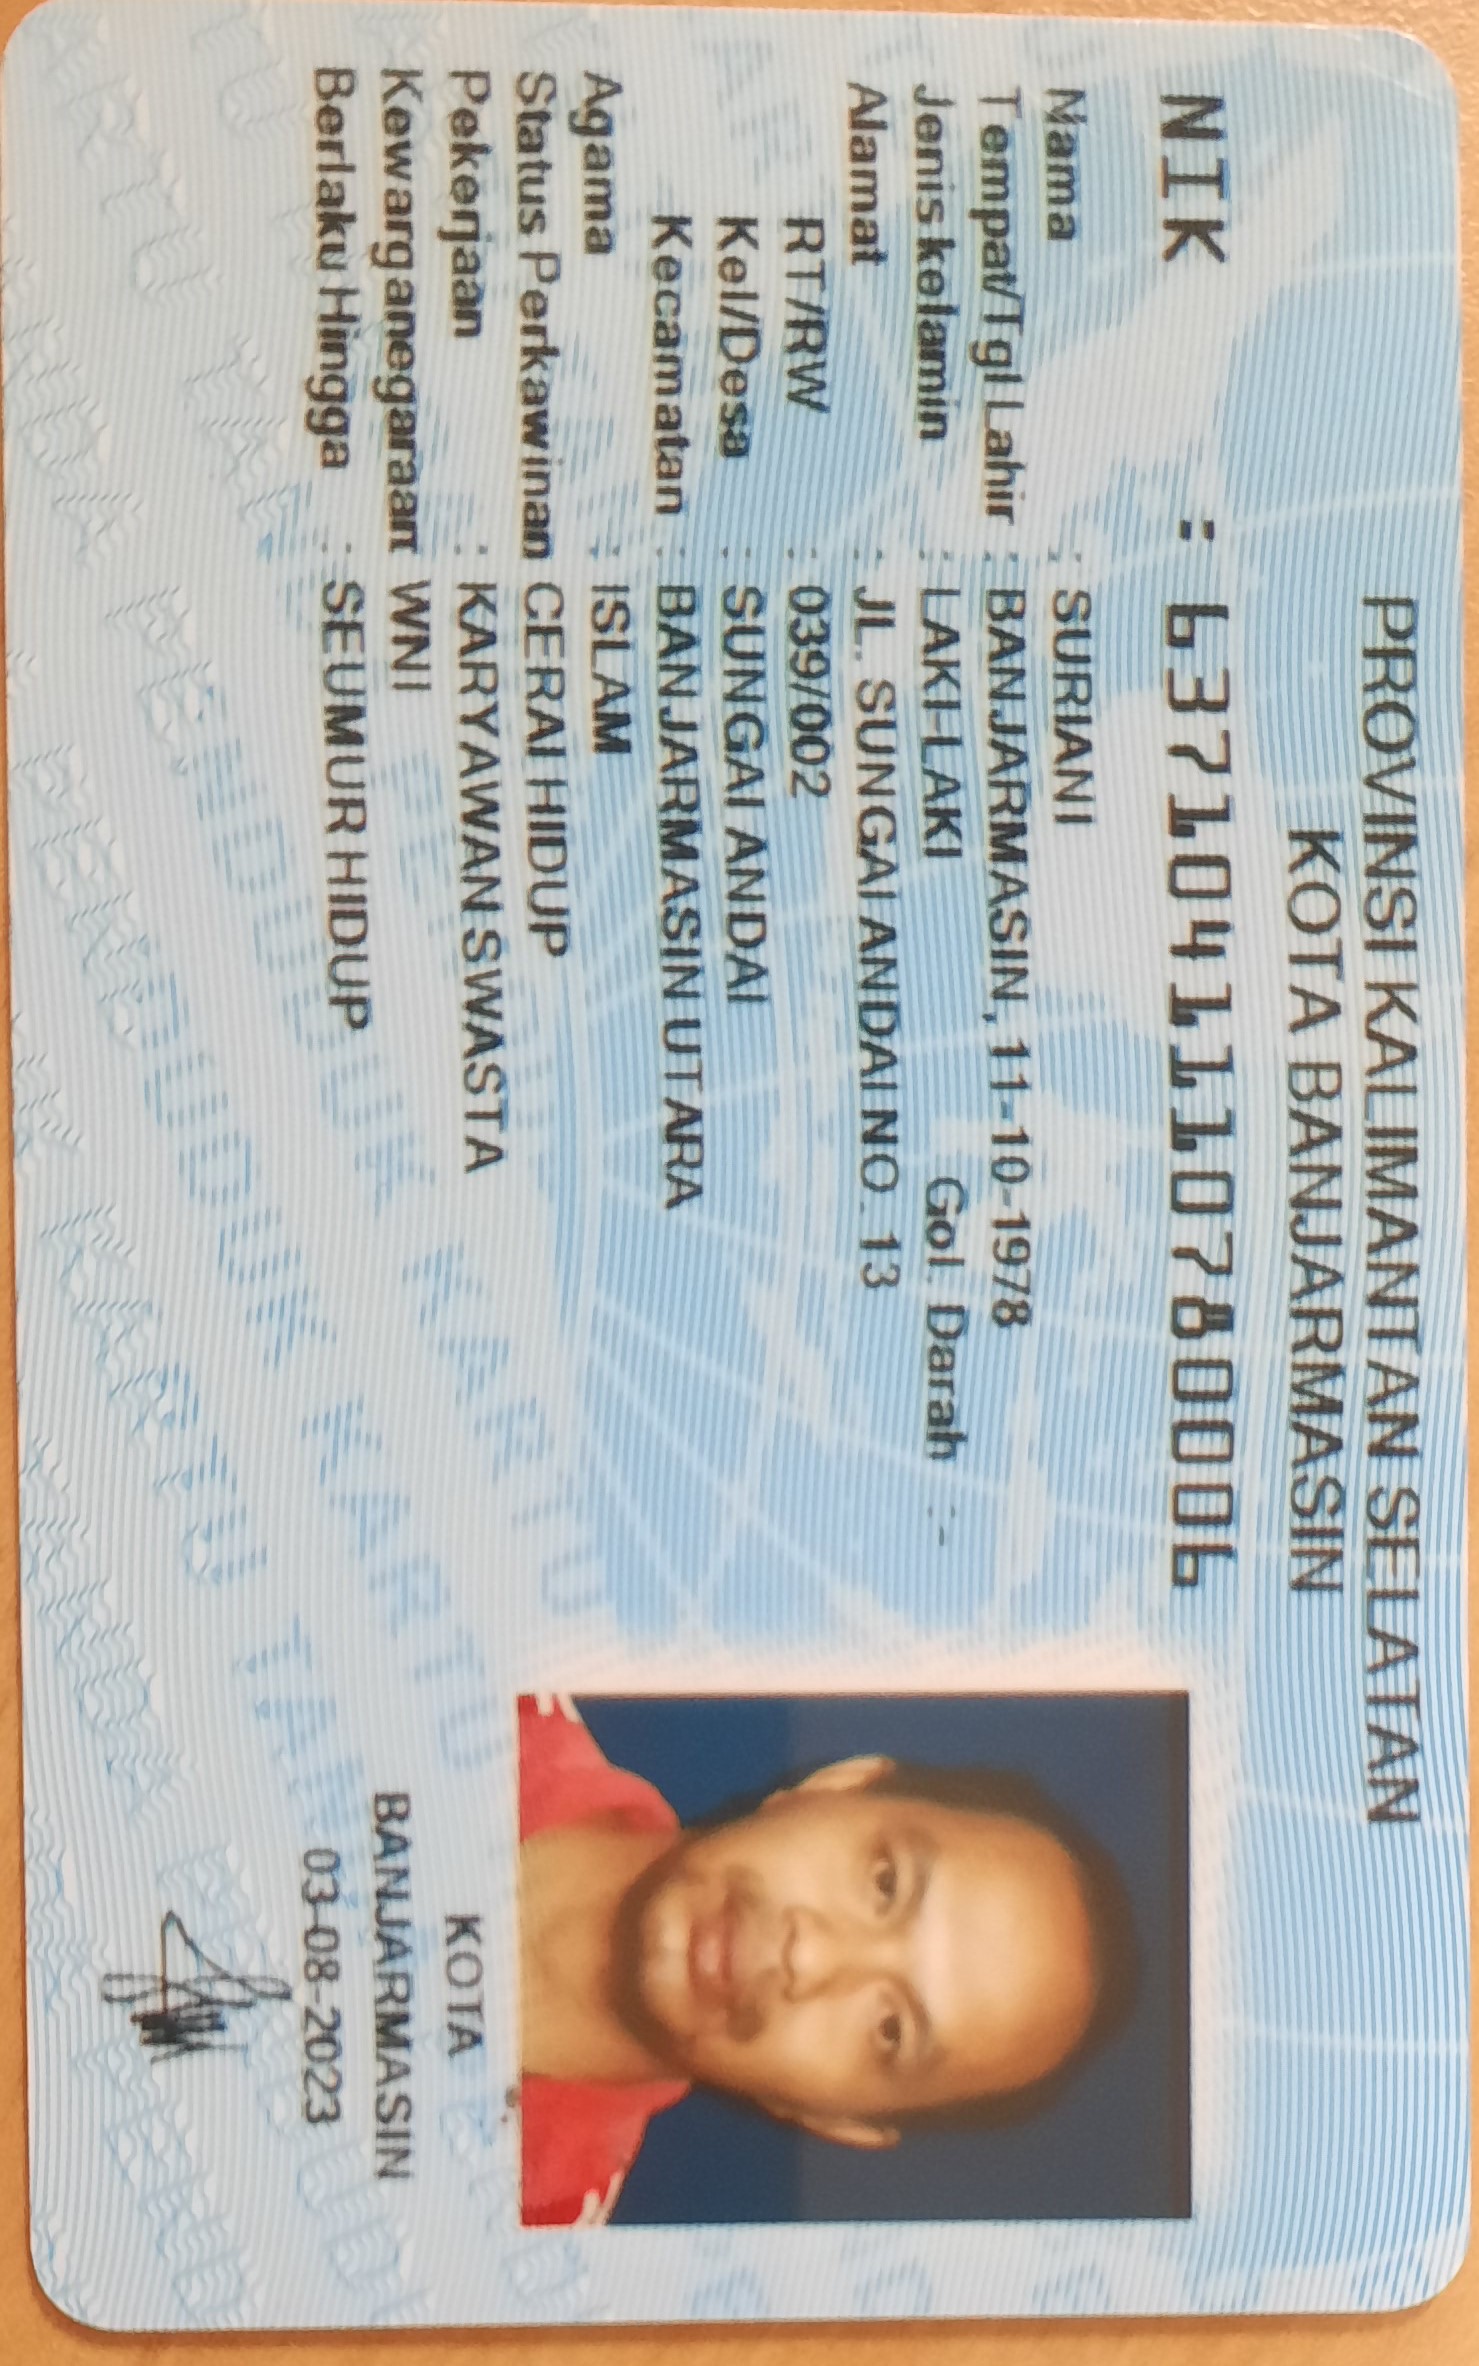 PROVINSI KALIMANTAN SELATAN
KOTA BANJARMASIN
NIK : 6371041110780006
Nama : SURIANI
Tempat/Tgl Lahir : BANJARMASIN, 11-10-1978
Jenis kelamin : LAKI-LAKI Gol. Darah :-
Alamat : JL. SUNGAI ANDAI NO. 13
RT/RW : 039/002
Kel/Desa : SUNGAI ANDAI
Kecamatan : BANJARMASIN UTARA
Agama : ISLAM
Status Perkawinan CERAI HIDUP
Pekerjaan : KARYAWAN SWASTA
Kewarganegaraan WNI
Berlaku Hingga : SEUMUR HIDUP
KOTA
BANJARMASIN
03-08-2023